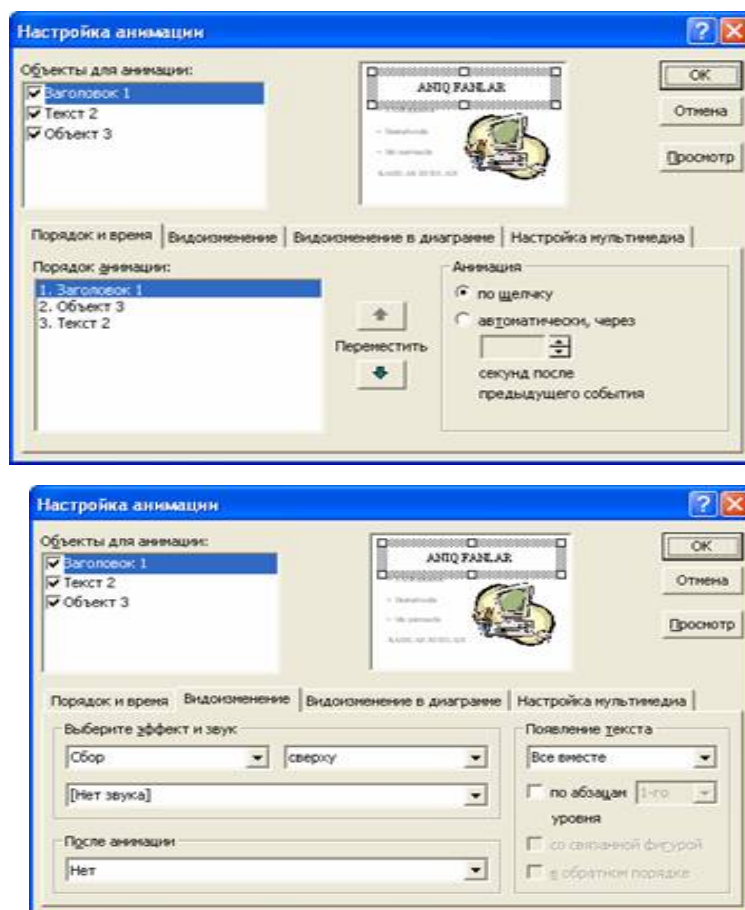 Настройка анимации
Объекты для анимации:
Заголовок 1
Текст 2
Объект 3
ANIQ FANLAR
OK
Отмена
Просмотр
Порядок и время
Видоизменение
Видоизменение в диаграмме
Настройка мультимедиа
Порядок анимации:
1. Заголовок 1
2. Объект 3
3. Текст 2
Переместить
Анимация
по щелчку
автоматически, через
секунд после
предыдущего события
Настройка анимации
Объекты для анимации:
Заголовок 1
Текст 2
Объект 3
ANIQ FANLAR
OK
Отмена
Просмотр
Порядок и время
Видоизменение
Видоизменение в диаграмме
Настройка мультимедиа
Выберите эффект и звук
Сбор
сверху
[Нет звука]
После анимации
Нет
Появление текста
Все вместе
по абзацам 1-го
уровня
со связанной фигурой
в обратном порядке